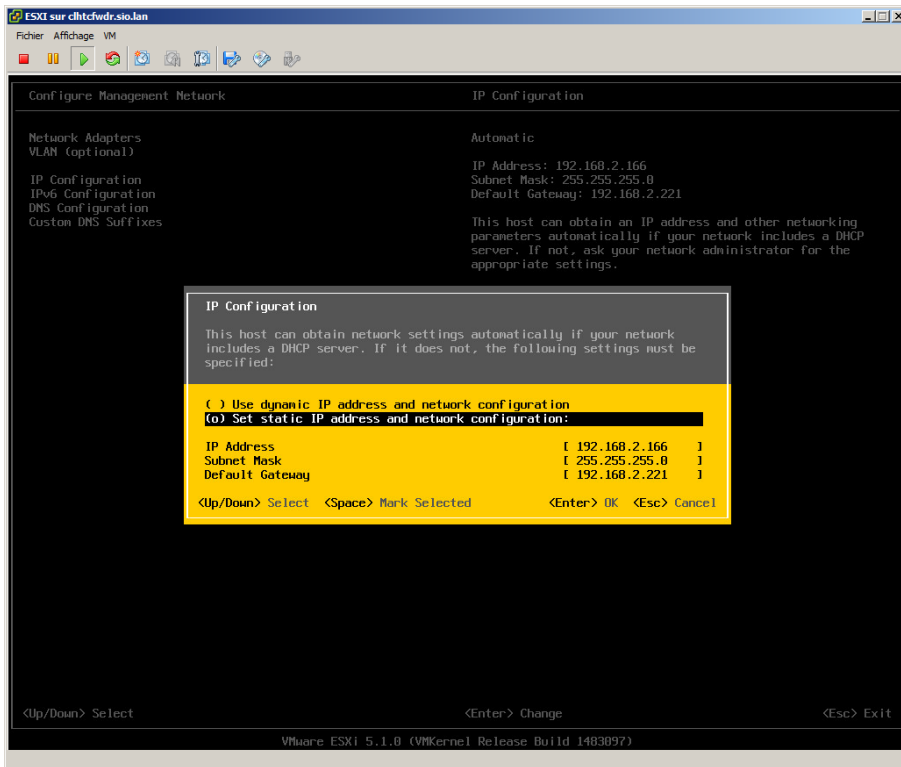 ESXI sur clhtcfwdr.sio.lan
Fichier Affichage VM
Configure Management Network
IP Configuration
Network Adapters
VLAN (optional)
IP Configuration
IPv6 Configuration
DNS Configuration
Custom DNS Suffixes
Automatic
IP Address: 192.168.2.166
Subnet Mask: 255.255.255.0
Default Gateway: 192.168.2.221
This host can obtain an IP address and other networking
parameters automatically if your network includes a DHCP
server. If not, ask your network administrator for the
appropriate settings.
IP Configuration
This host can obtain network settings automatically if your network
includes a DHCP server. If it does not, the following settings must be
specified:
( ) Use dynamic IP address and network configuration
(o) Set static IP address and network configuration:
IP Address [ 192.168.2.166 ]
Subnet Mask [ 255.255.255.0 ]
Default Gateway [ 192.168.2.221 ]
<Up/Down> Select <Space> Mark Selected <Enter> OK <Esc> Cancel
<Up/Down> Select <Enter> Change <Esc> Exit
VMware ESXi 5.1.0 (VMKernel Release Build 1483097)